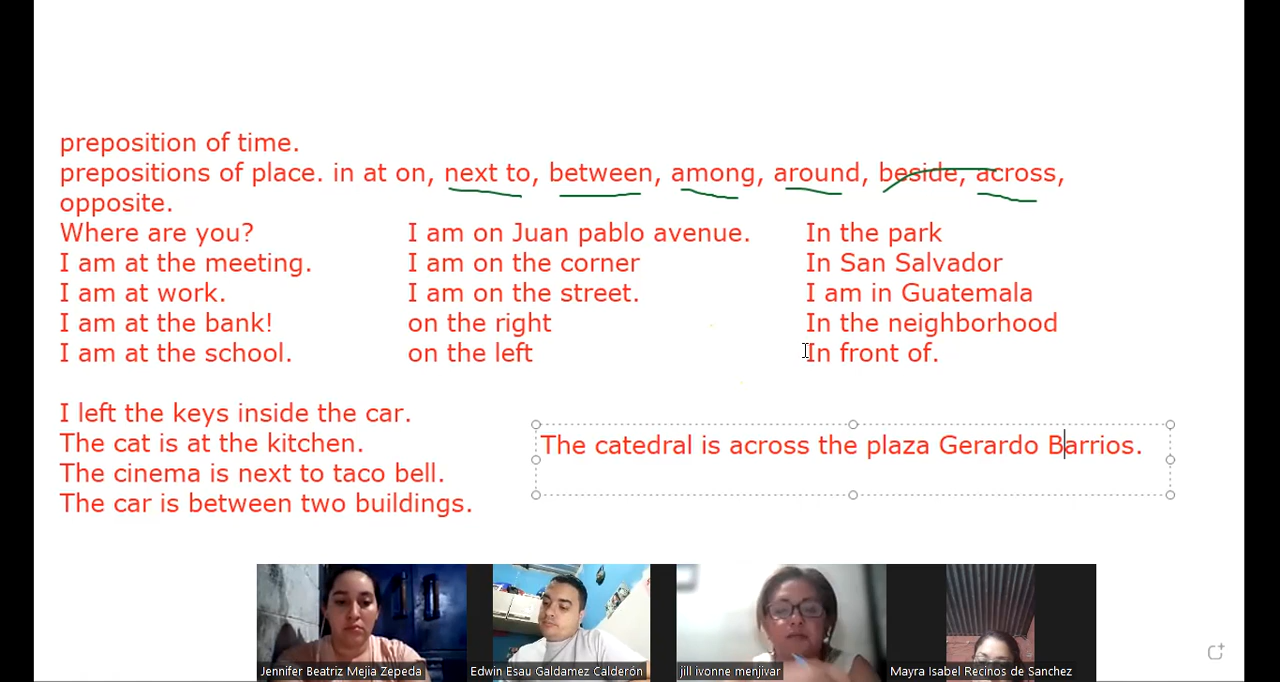 preposition of time.
prepositions of place. in at on, next to, between, among, around, beside, across,
opposite.
Where are you? I am on Juan pablo avenue. In the park
I am at the meeting. I am on the corner In San Salvador
I am at work. I am on the street. I am in Guatemala
I am at the bank! on the right In the neighborhood
I am at the school. on the left In front of.
I left the keys inside the car.
The cat is at the kitchen.
The cinema is next to taco bell.
The car is between two buildings.
The catedral is across the plaza Gerardo Barrios.
Jennifer Beatriz Mejia Zepeda Edwin Esau Galdamez Calderón jill ivonne menjivar Mayra Isabel Recinos de Sanchez